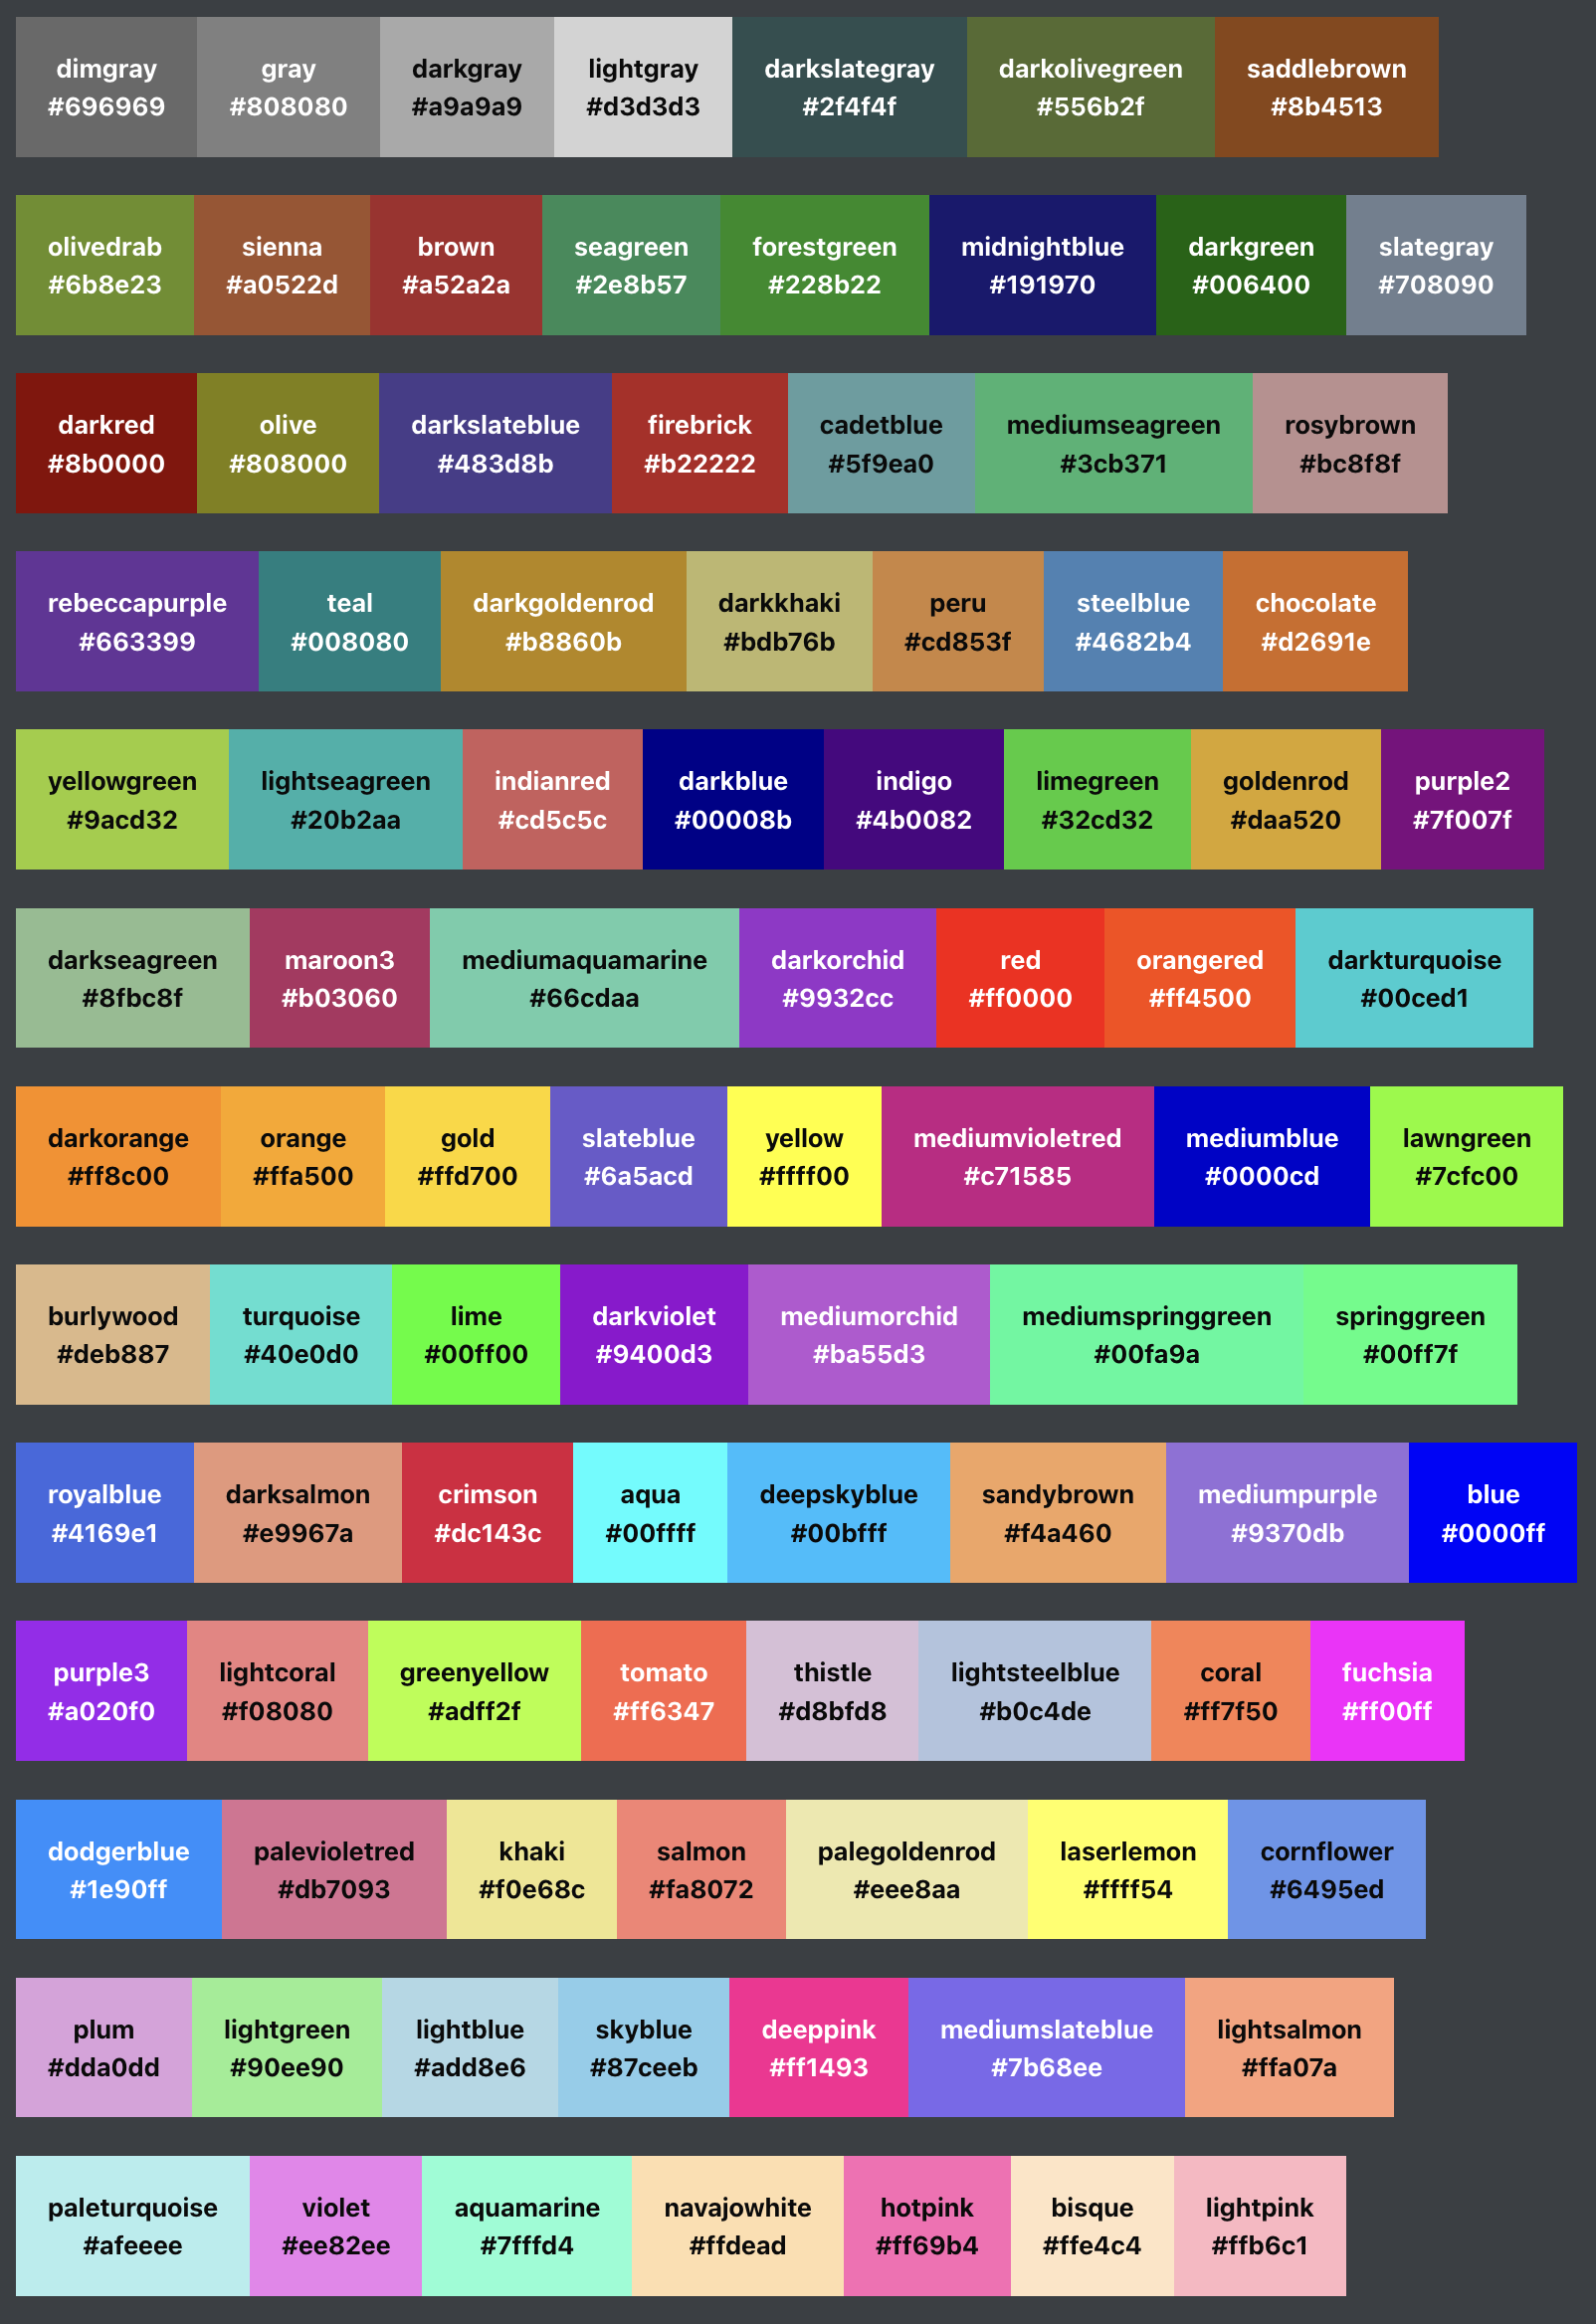 dimgray gray darkgray lightgray darkslategray darkolivegreen saddlebrown
#696969 #808080 #a9a9a9 #d3d3d3 #2f4f4f #556b2f #8b4513
olivedrab sienna brown seagreen forestgreen midnightblue darkgreen slategray
#6b8e23 #a0522d #a52a2a #2e8b57 #228b22 #191970 #006400 #708090
darkred olive darkslateblue firebrick cadetblue mediumseagreen rosybrown
#8b0000 #808000 #483d8b #b22222 #5f9ea0 #3cb371 #bc8f8f
rebeccapurple teal darkgoldenrod darkkhaki peru steelblue chocolate
#663399 #008080 #b8860b #bdb76b #cd853f #4682b4 #d2691e
yellowgreen lightseagreen indianred darkblue indigo limegreen goldenrod purple2
#9acd32 #20b2aa #cd5c5c #00008b #4b0082 #32cd32 #daa520 #7f007f
darkseagreen maroon3 mediumaquamarine darkorchid red orangered darkturquoise
#8fbc8f #b03060 #66cdaa #9932cc #ff0000 #ff4500 #00ced1
darkorange orange gold slateblue yellow mediumvioletred mediumblue lawngreen
#ff8c00 #ffa500 #ffd700 #6a5acd #ffff00 #c71585 #0000cd #7cfc00
burlywood turquoise lime darkviolet mediumorchid mediumspringgreen springgreen
#deb887 #40e0d0 #00ff00 #9400d3 #ba55d3 #00fa9a #00ff7f
royalblue darksalmon crimson aqua deepskyblue sandybrown mediumpurple blue
#4169e1 #e9967a #dc143c #00ffff #00bfff #f4a460 #9370db #0000ff
purple3 lightcoral greenyellow tomato thistle lightsteelblue coral fuchsia
#a020f0 #f08080 #adff2f #ff6347 #d8bfd8 #b0c4de #ff7f50 #ff00ff
dodgerblue palevioletred khaki salmon palegoldenrod laserlemon cornflower
#1e90ff #db7093 #f0e68c #fa8072 #eee8aa #ffff54 #6495ed
plum lightgreen lightblue skyblue deeppink mediumslateblue lightsalmon
#dda0dd #90ee90 #add8e6 #87ceeb #ff1493 #7b68ee #ffa07a
paleturquoise violet aquamarine navajowhite hotpink bisque lightpink
#afeeee #ee82ee #7fffd4 #ffdead #ff69b4 #ffe4c4 #ffb6c1